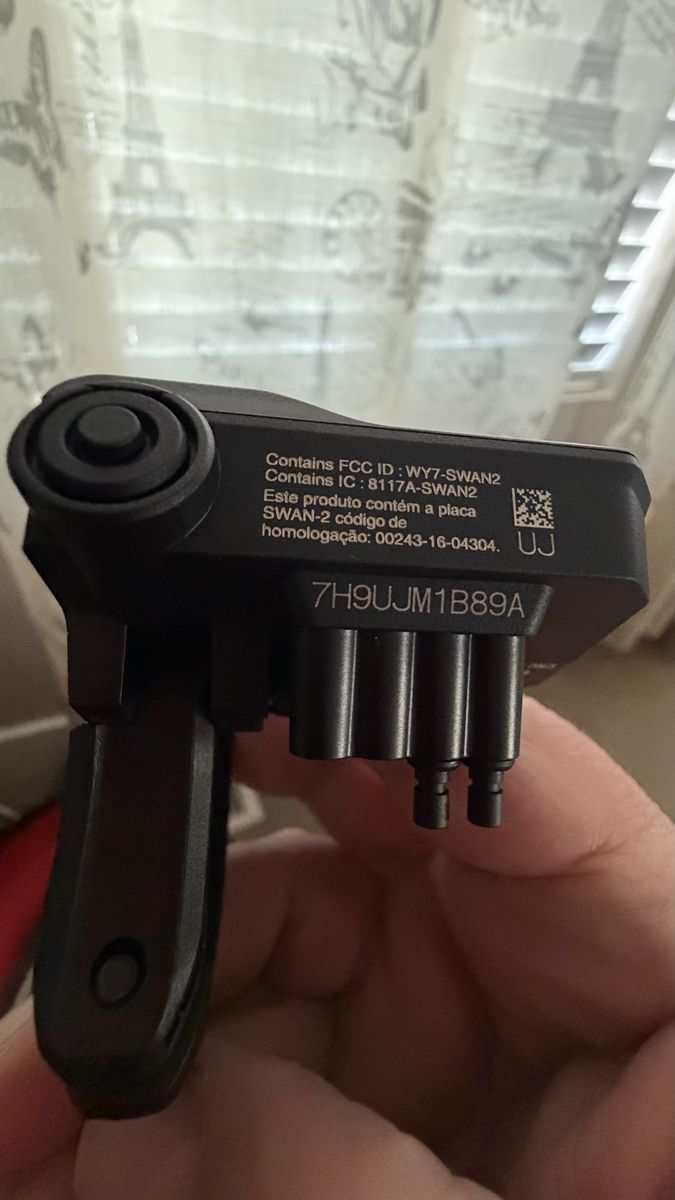 Contains FCC ID : WY7-SWAN2
Contains IC : 8117A-SWAN2
Este produto contém a placa
SWAN-2 código de
homologação: 00243-16-04304.
UJ
7H9UJM1B89A